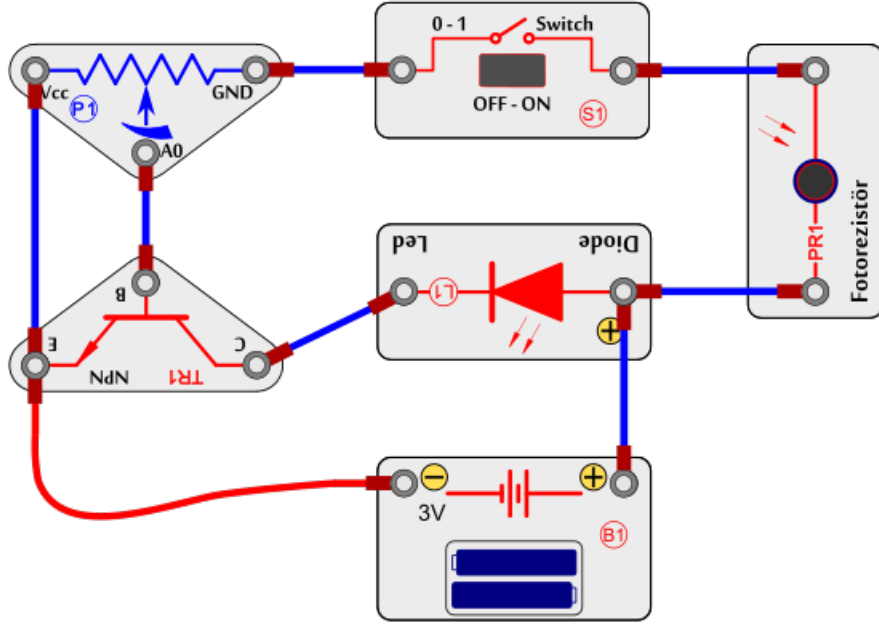 0 - 1 Switch
OFF - ON
S1
Vcc
GND
P1
A0
Fotorezistör
PR1
Led
Diode
L1
+
B
E
C
NPN
TR1
−
+
3V
B1